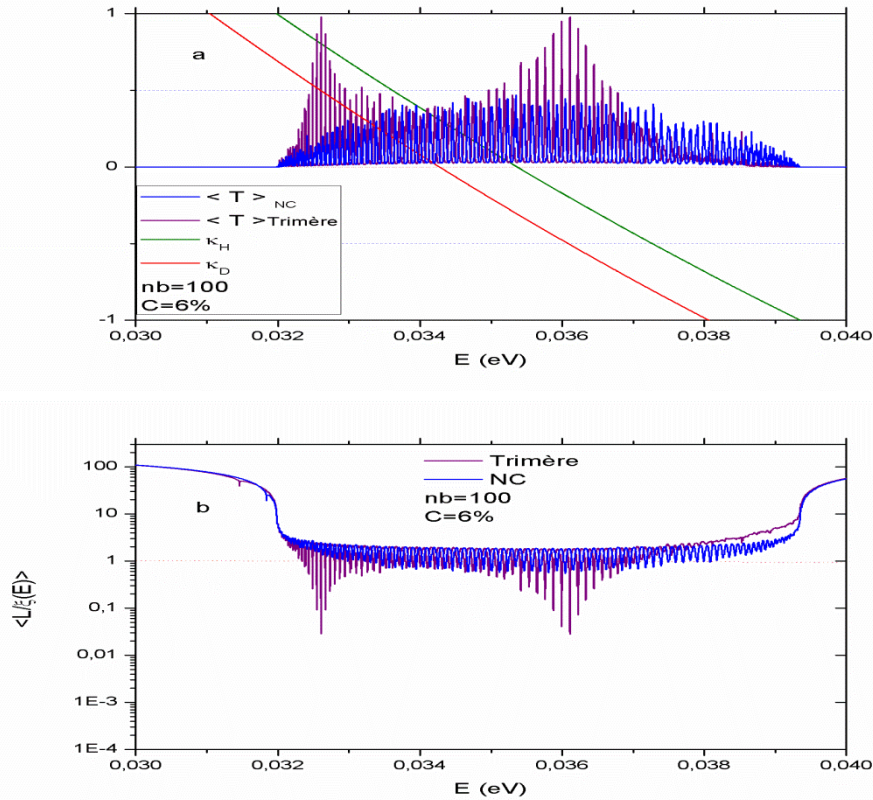 1
a
0
< T > NC
< T > Trimère
κH
κD
nb=100
C=6%
-1
0,030 0,032 0,034 0,036 0,038 0,040
E (eV)
100
Trimère
NC
nb=100
C=6%
b
10
1
0,1
0,01
1E-3
1E-4
<L/ξ(E)>
0,030 0,032 0,034 0,036 0,038 0,040
E (eV)